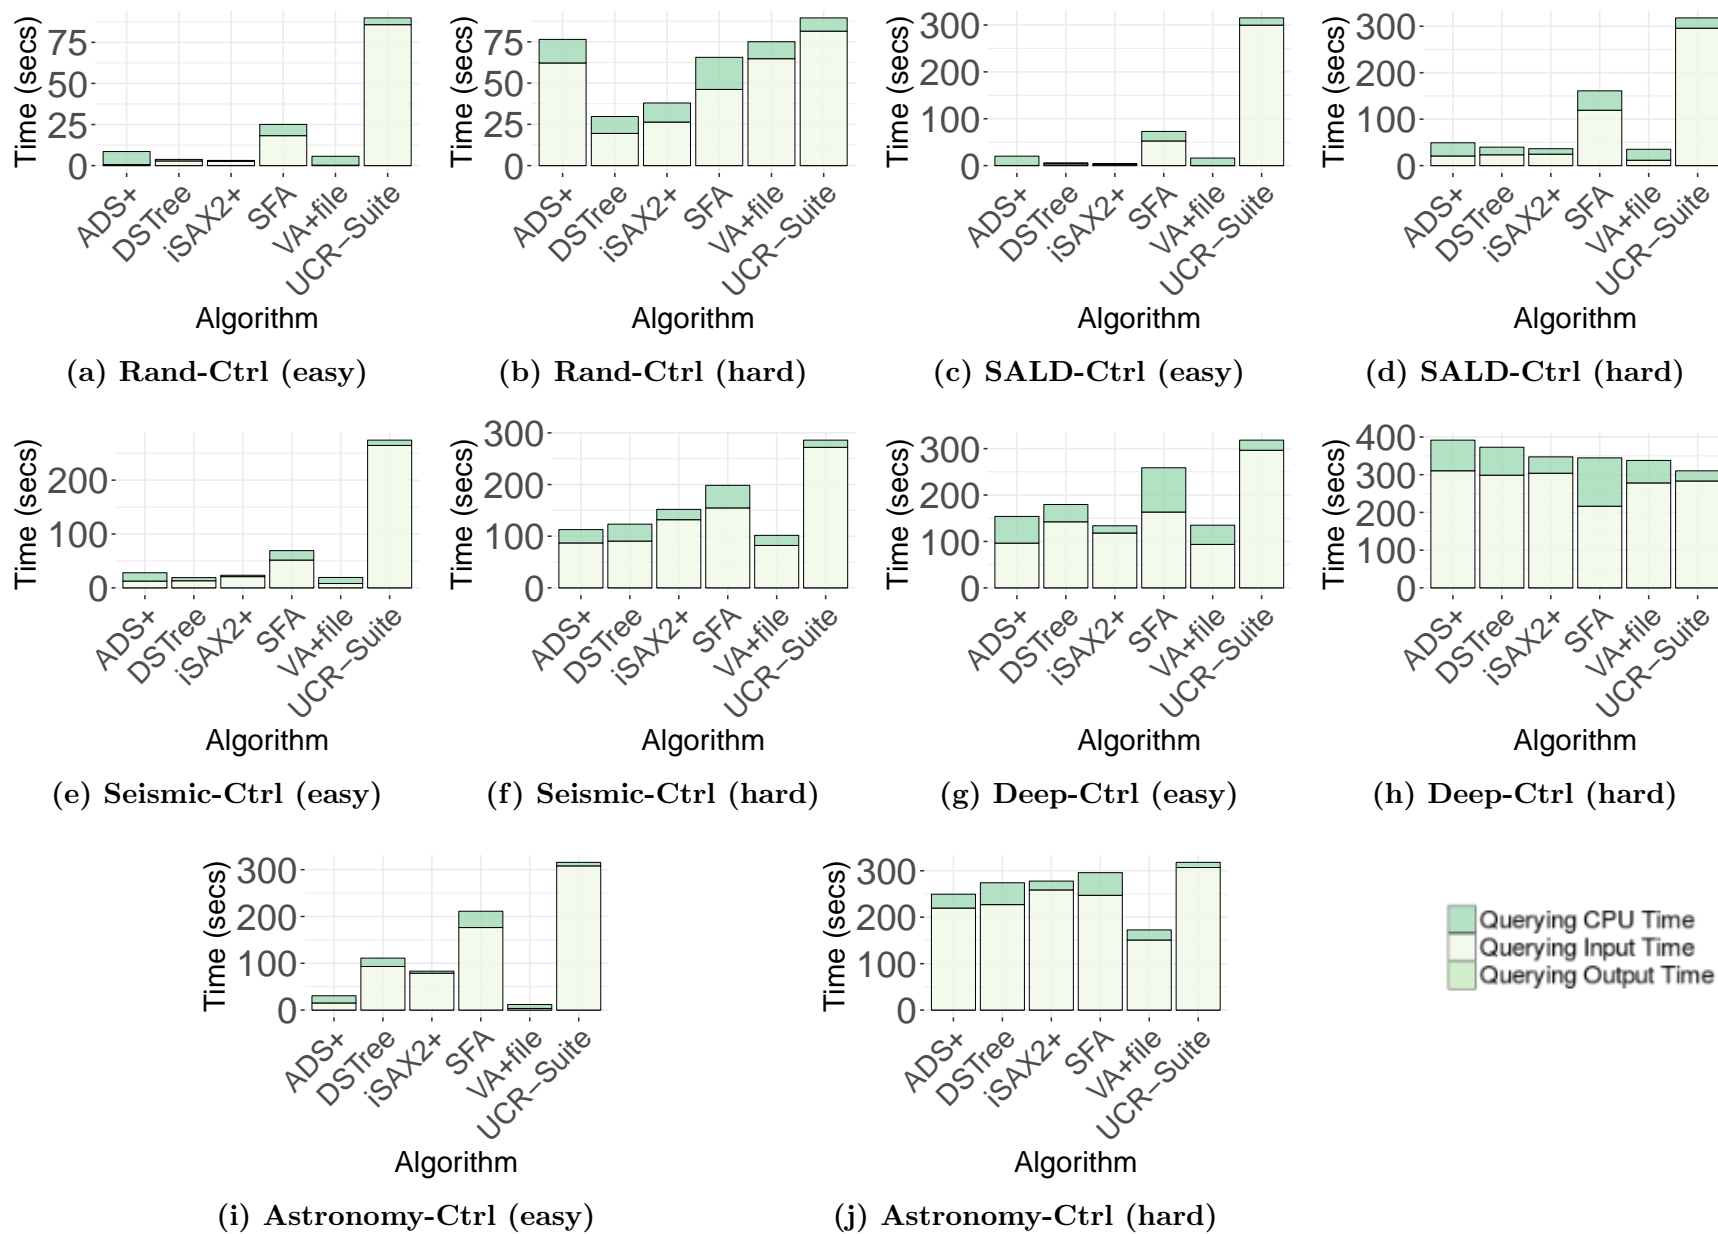 Time (secs)
75
50
25
0
ADS+
DSTree
iSAX2+
SFA
VA+file
UCR−Suite
Algorithm
(a) Rand-Ctrl (easy)
Time (secs)
75
50
25
0
ADS+
DSTree
iSAX2+
SFA
VA+file
UCR−Suite
Algorithm
(b) Rand-Ctrl (hard)
Time (secs)
300
200
100
0
ADS+
DSTree
iSAX2+
SFA
VA+file
UCR−Suite
Algorithm
(c) SALD-Ctrl (easy)
Time (secs)
300
200
100
0
ADS+
DSTree
iSAX2+
SFA
VA+file
UCR−Suite
Algorithm
(d) SALD-Ctrl (hard)
Time (secs)
200
100
0
ADS+
DSTree
iSAX2+
SFA
VA+file
UCR−Suite
Algorithm
(e) Seismic-Ctrl (easy)
Time (secs)
300
200
100
0
ADS+
DSTree
iSAX2+
SFA
VA+file
UCR−Suite
Algorithm
(f) Seismic-Ctrl (hard)
Time (secs)
300
200
100
0
ADS+
DSTree
iSAX2+
SFA
VA+file
UCR−Suite
Algorithm
(g) Deep-Ctrl (easy)
Time (secs)
400
300
200
100
0
ADS+
DSTree
iSAX2+
SFA
VA+file
UCR−Suite
Algorithm
(h) Deep-Ctrl (hard)
Time (secs)
300
200
100
0
ADS+
DSTree
iSAX2+
SFA
VA+file
UCR−Suite
Algorithm
(i) Astronomy-Ctrl (easy)
Time (secs)
300
200
100
0
ADS+
DSTree
iSAX2+
SFA
VA+file
UCR−Suite
Algorithm
(j) Astronomy-Ctrl (hard)
Querying CPU Time
Querying Input Time
Querying Output Time